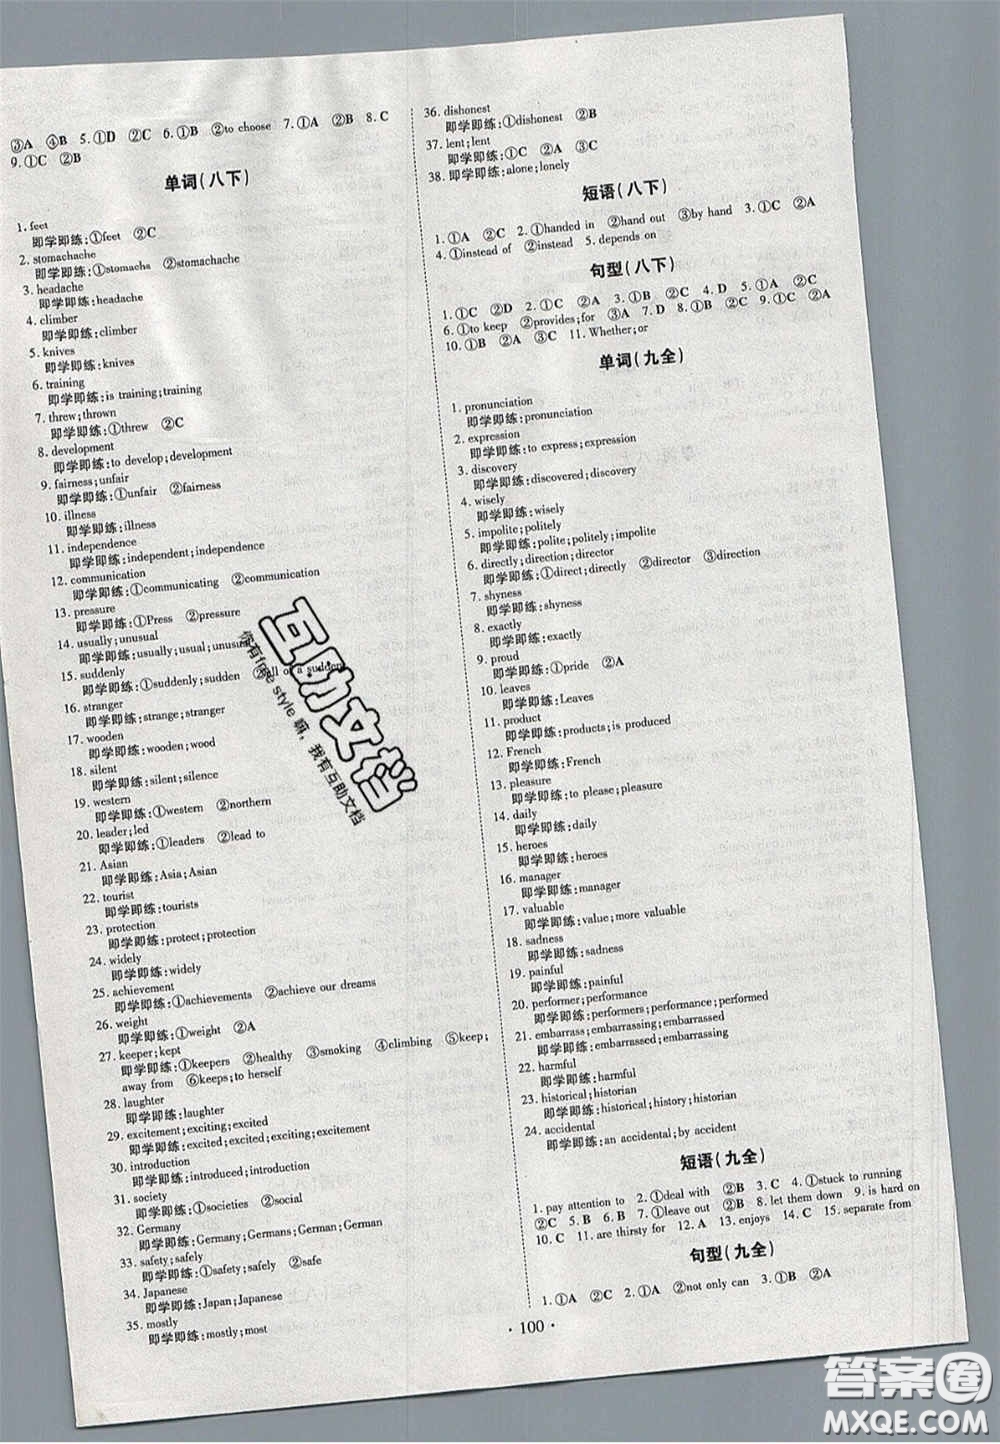 ③A ④B 5. ①D ②C 6. ①B ②to choose 7. ①A ②B 8. C
9. ①C ②B
单词(八下)
1. feet
即学即练:①feet ②C
2. stomachache
即学即练:①stomachs ②stomachache
3. headache
即学即练:headache
4. climber
即学即练:climber
5. knives
即学即练:knives
6. training
即学即练:is training;training
7. threw;thrown
即学即练:①threw ②C
8. development
即学即练:to develop;development
9. fairness;unfair
即学即练:①unfair ②fairness
10. illness
即学即练:illness
11. independence
即学即练:independent;independence
12. communication
即学即练:①communicating ②communication
13. pressure
即学即练:①Press ②pressure
14. usually;unusual
即学即练:usually;usual;unusual
15. suddenly
即学即练:①suddenly;sudden ②all of a sudden
16. stranger
即学即练:strange;stranger
17. wooden
即学即练:wooden;wood
18. silent
即学即练:silent;silence
19. western
即学即练:①western ②northern
20. leader;led
即学即练:①leaders ②lead to
21. Asian
即学即练:Asia;Asian
22. tourist
即学即练:tourists
23. protection
即学即练:protect;protection
24. widely
即学即练:widely
25. achievement
即学即练:①achievements ②achieve our dreams
26. weight
即学即练:①weight ②A
27. keeper;kept
即学即练:①keepers ②healthy ③smoking ④climbing ⑤keep;
away from ⑥keeps;to herself
28. laughter
即学即练:laughter
29. excitement;exciting;excited
即学即练:excited;excited;exciting;excitement
30. introduction
即学即练:introduced;introduction
31. society
即学即练:①societies ②social
32. Germany
即学即练:Germany;Germans;German;German
33. safety;safely
即学即练:①safety;safely ②safe
34. Japanese
即学即练:Japan;Japanese
35. mostly
即学即练:mostly;most
36. dishonest
即学即练:①dishonest ②B
37. lent;lent
即学即练:①C ②A ③C
38. 即学即练:alone;lonely
短语(八下)
1. ①A ②C 2. ①handed in ②hand out ③by hand 3. ①C ②A
4. ①instead of ②instead 5. depends on
句型(八下)
1. ①C ②D 2. ①C ②A 3. ①B ②C 4. D 5. ①A ②C
6. ①to keep ②provides;for ③A 7. D 8. ①B ②C 9. ①C ②A
10. ①B ②A ③C 11. Whether;or
单词(九全)
1. pronunciation
即学即练:pronunciation
2. expression
即学即练:to express;expression
3. discovery
即学即练:discovered;discovery
4. wisely
即学即练:wisely
5. impolite;politely
即学即练:polite;politely;impolite
6. directly;direction;director
即学即练:①direct;directly ②director ③direction
7. shyness
即学即练:shyness
8. exactly
即学即练:exactly
9. proud
即学即练:①pride ②A
10. leaves
即学即练:Leaves
11. product
即学即练:products;is produced
12. French
即学即练:French
13. pleasure
即学即练:to please;pleasure
14. daily
即学即练:daily
15. heroes
即学即练:heroes
16. manager
即学即练:manager
17. valuable
即学即练:value;more valuable
18. sadness
即学即练:sadness
19. painful
即学即练:painful
20. performer;performance
即学即练:performers;performance;performed
21. embarrass;embarrassing;embarrassed
即学即练:embarrassed;embarrassing
22. harmful
即学即练:harmful
23. historical;historian
即学即练:historical;history;historian
24. accidental
即学即练:an accidental;by accident
短语(九全)
1. pay attention to 2. ①deal with ②B 3. C 4. ①stuck to running
②C 5. B 6. B 7. ①leave out ②B 8. let them down 9. is hard on
10. C 11. are thirsty for 12. A 13. enjoys 14. C 15. separate from
句型(九全)
1. ①A ②C 2. ①A ②not only can 3. ①B ②A
· 100 ·
互助文档
你有free style 嘛，我有互助文档
答案圈
MXQE.COM